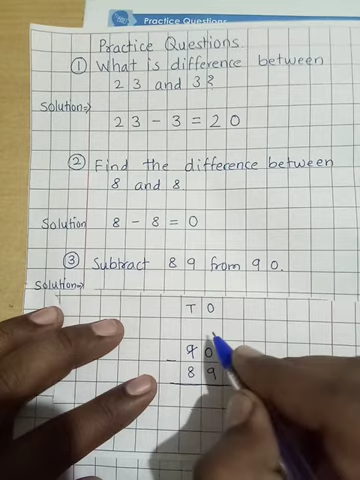 Practice Questions
Practice Questions
① What is difference between
23 and 3?
Solution:⇒
23 - 3 = 20
② Find the difference between
8 and 8
Solution
8 - 8 = 0
③ Subtract 89 from 90.
Solution:⇒
T O
9 0
- 8 9